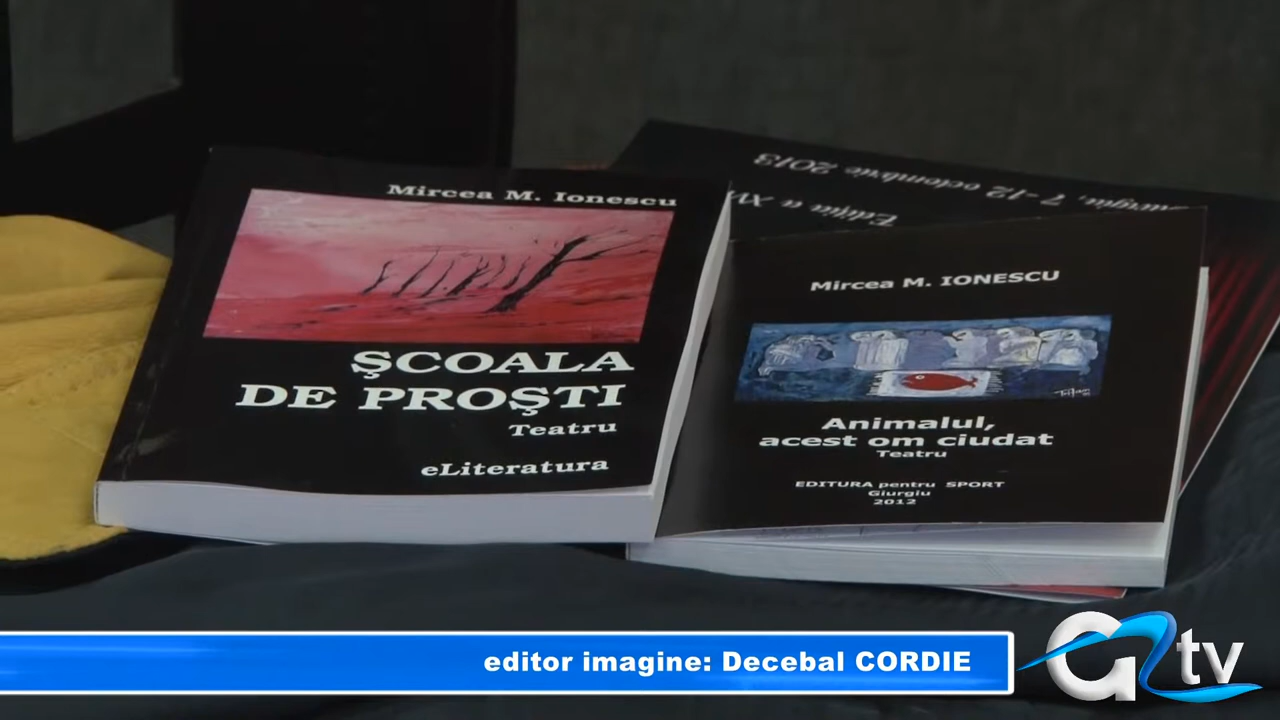 Mircea M. Ionescu
ŞCOALA
DE PROŞTI
Teatru
eLiteratura
7-12 octombrie 2013
Ediţia a
Mircea M. IONESCU
Animalul,
acest om ciudat
Teatru
EDITURA pentru SPORT
Giurgiu
2012
editor imagine: Decebal CORDIE
tv